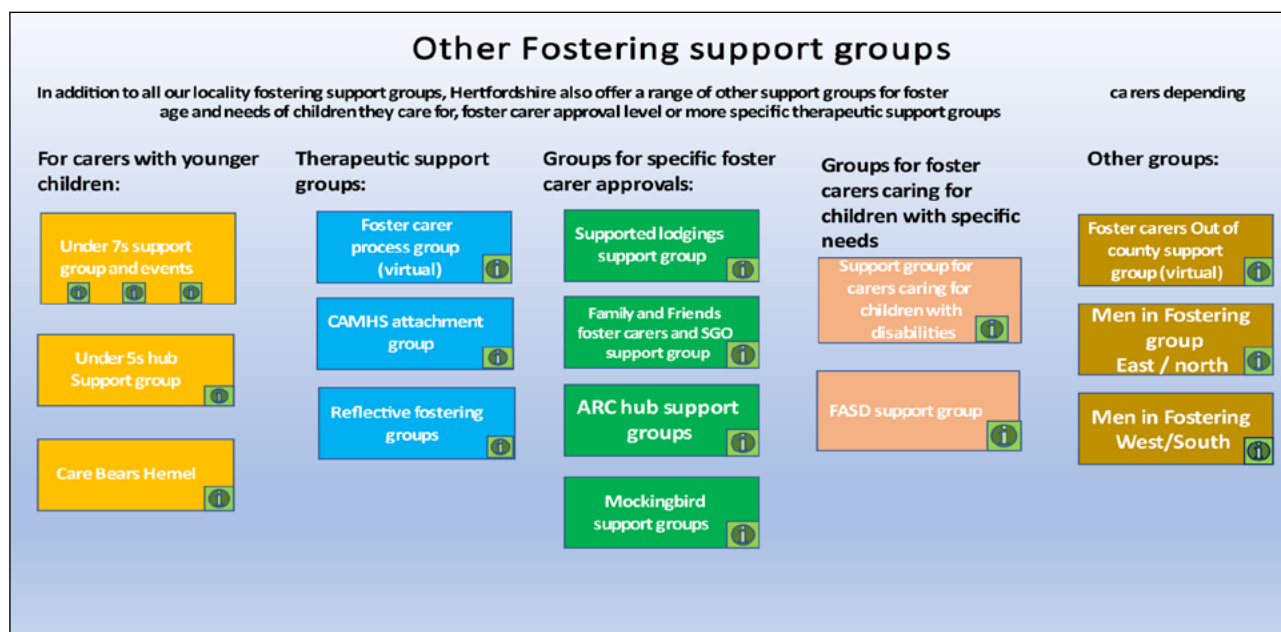 Other Fostering support groups
In addition to all our locality fostering support groups, Hertfordshire also offer a range of other support groups for foster carers depending
age and needs of children they care for, foster carer approval level or more specific therapeutic support groups
For carers with younger
children:
Under 7s support
group and events
Under 5s hub
Support group
Care Bears Hemel
Therapeutic support
groups:
Foster carer
process group
(virtual)
CAMHS attachment
group
Reflective fostering
groups
Groups for specific foster
carer approvals:
Supported lodgings
support group
Family and Friends
foster carers and SGO
support group
ARC hub support
groups
Mockingbird
support groups
Groups for foster
carers caring for
children with specific
needs
Support group for
carers caring for
children with
disabilities
FASD support group
Other groups:
Foster carers Out of
county support
group (virtual)
Men in Fostering
group
East / north
Men in Fostering
West/South